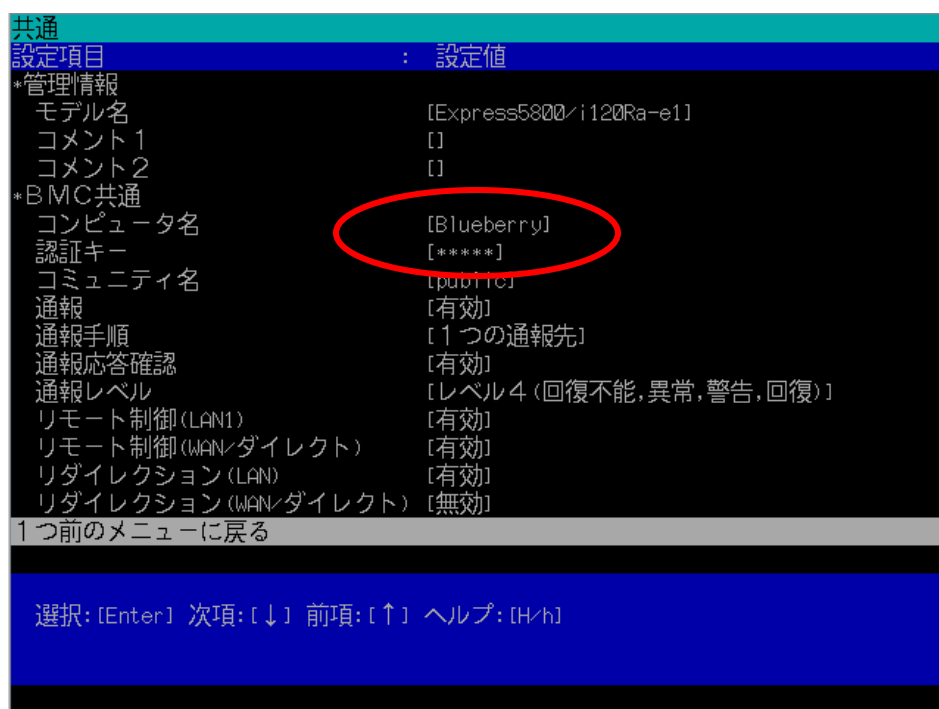 共通
設定項目 : 設定値
*管理情報
モデル名 [Express5800/i120Ra-e1]
コメント1 []
コメント2 []
*BMC共通
コンピュータ名 [Blueberry]
認証キー [*****]
コミュニティ名 [public]
通報 [有効]
通報手順 [1つの通報先]
通報応答確認 [有効]
通報レベル [レベル4(回復不能,異常,警告,回復)]
リモート制御(LAN1) [有効]
リモート制御(WAN/ダイレクト) [有効]
リダイレクション(LAN) [有効]
リダイレクション(WAN/ダイレクト) [無効]
1つ前のメニューに戻る
選択:[Enter] 次項:[↓] 前項:[↑] ヘルプ:[H/h]